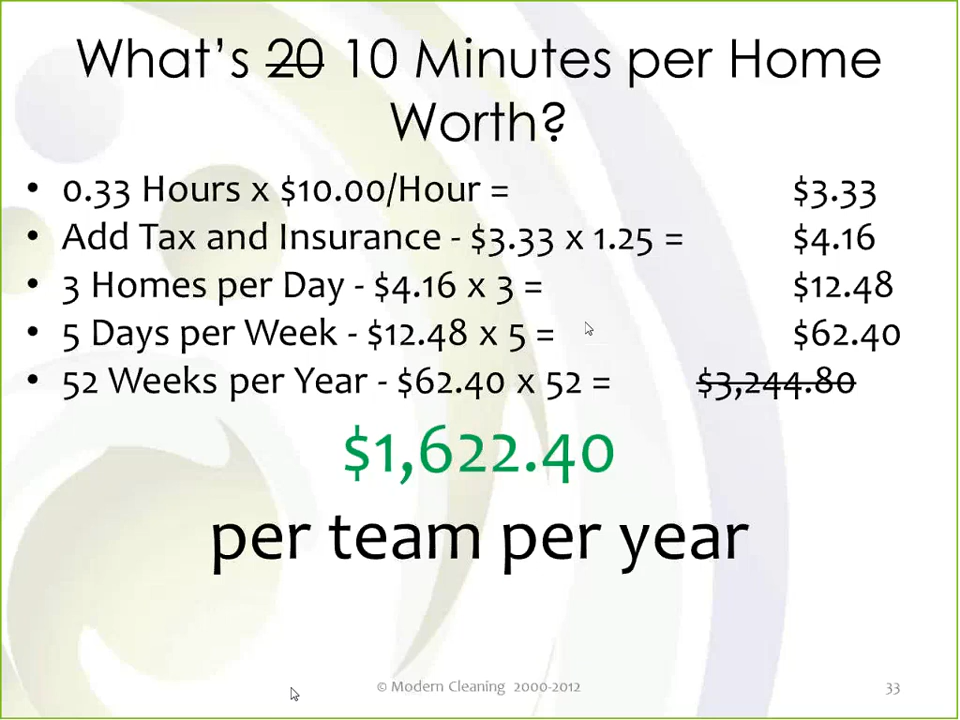 What's 20 10 Minutes per Home
Worth?
• 0.33 Hours x $10.00/Hour = $3.33
• Add Tax and Insurance - $3.33 x 1.25 = $4.16
• 3 Homes per Day - $4.16 x 3 = $12.48
• 5 Days per Week - $12.48 x 5 = $62.40
• 52 Weeks per Year - $62.40 x 52 = $3,244.80
$1,622.40
per team per year
© Modern Cleaning 2000-2012 33